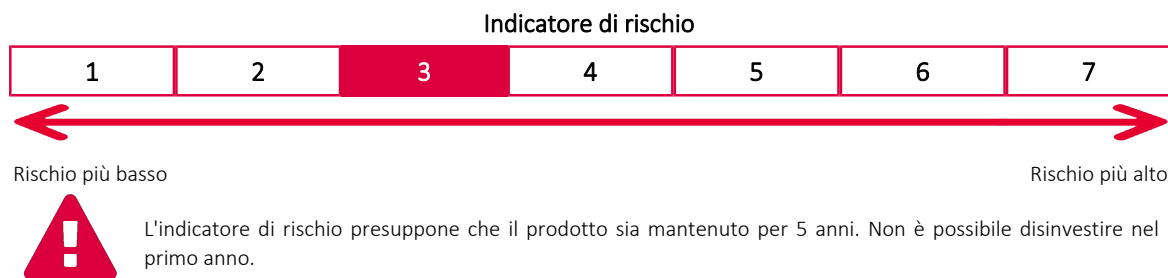 Indicatore di rischio
1 2 3 4 5 6 7
Rischio più basso Rischio più alto
L'indicatore di rischio presuppone che il prodotto sia mantenuto per 5 anni. Non è possibile disinvestire nel
primo anno.